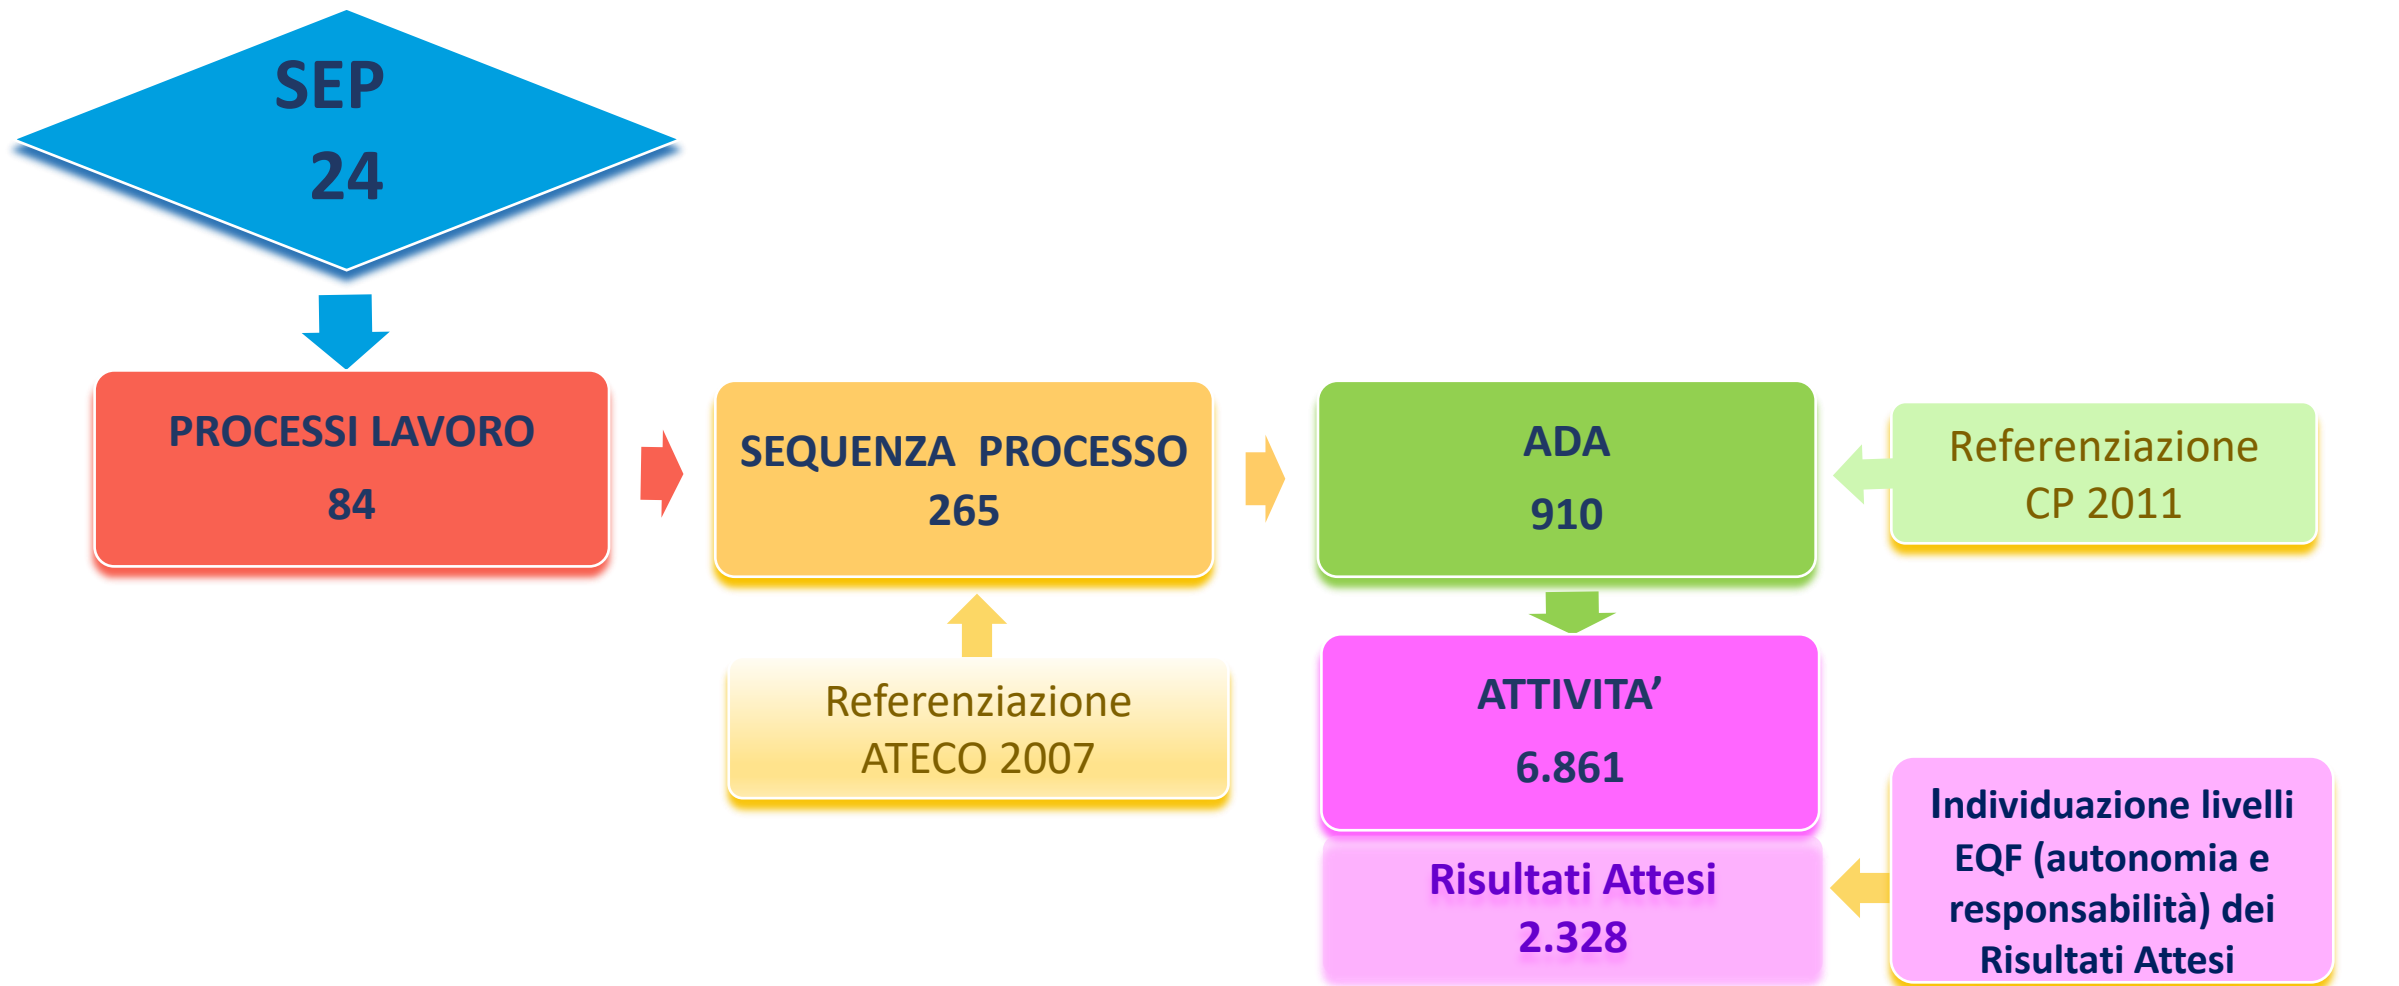 SEP
24
PROCESSI LAVORO
84
SEQUENZA PROCESSO
265
ADA
910
Referenziazione
CP 2011
Referenziazione
ATECO 2007
ATTIVITA’
6.861
Risultati Attesi
2.328
Individuazione livelli
EQF (autonomia e
responsabilità) dei
Risultati Attesi